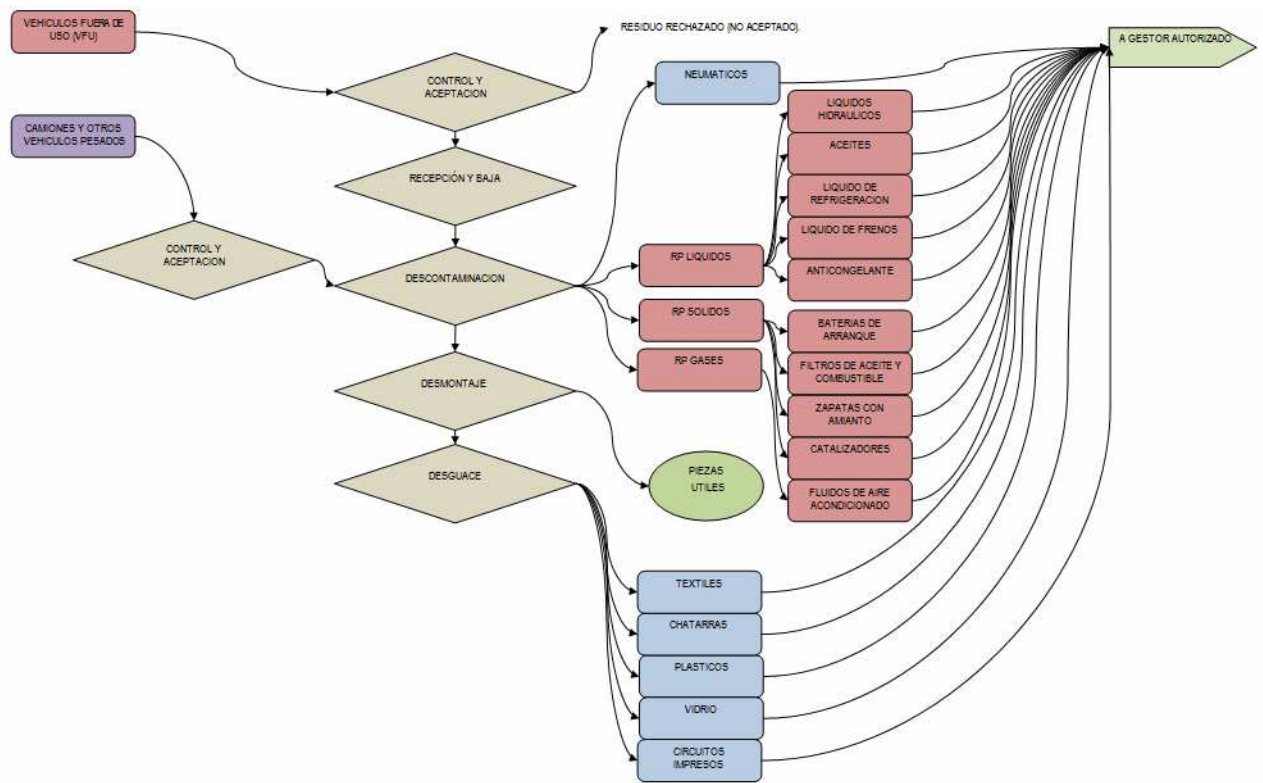 VEHICULOS FUERA DE
USO (VFU)
RESIDUO RECHAZADO (NO ACEPTADO).
A GESTOR AUTORIZADO
CONTROL Y
ACEPTACION
NEUMATICOS
CAMIONES Y OTROS
VEHICULOS PESADOS
LIQUIDOS
HIDRAULICOS
ACEITES
RECEPCIÓN Y BAJA
LIQUIDO DE
REFRIGERACION
CONTROL Y
ACEPTACION
LIQUIDO DE FRENOS
RP LIQUIDOS
DESCONTAMINACION
ANTICONGELANTE
RP SOLIDOS
BATERIAS DE
ARRANQUE
RP GASES
FILTROS DE ACEITE Y
COMBUSTIBLE
DESMONTAJE
ZAPATAS CON
AMIANTO
CATALIZADORES
DESGUACE
PIEZAS
UTILES
FLUIDOS DE AIRE
ACONDICIONADO
TEXTILES
CHATARRAS
PLASTICOS
VIDRIO
CIRCUITOS
IMPRESOS